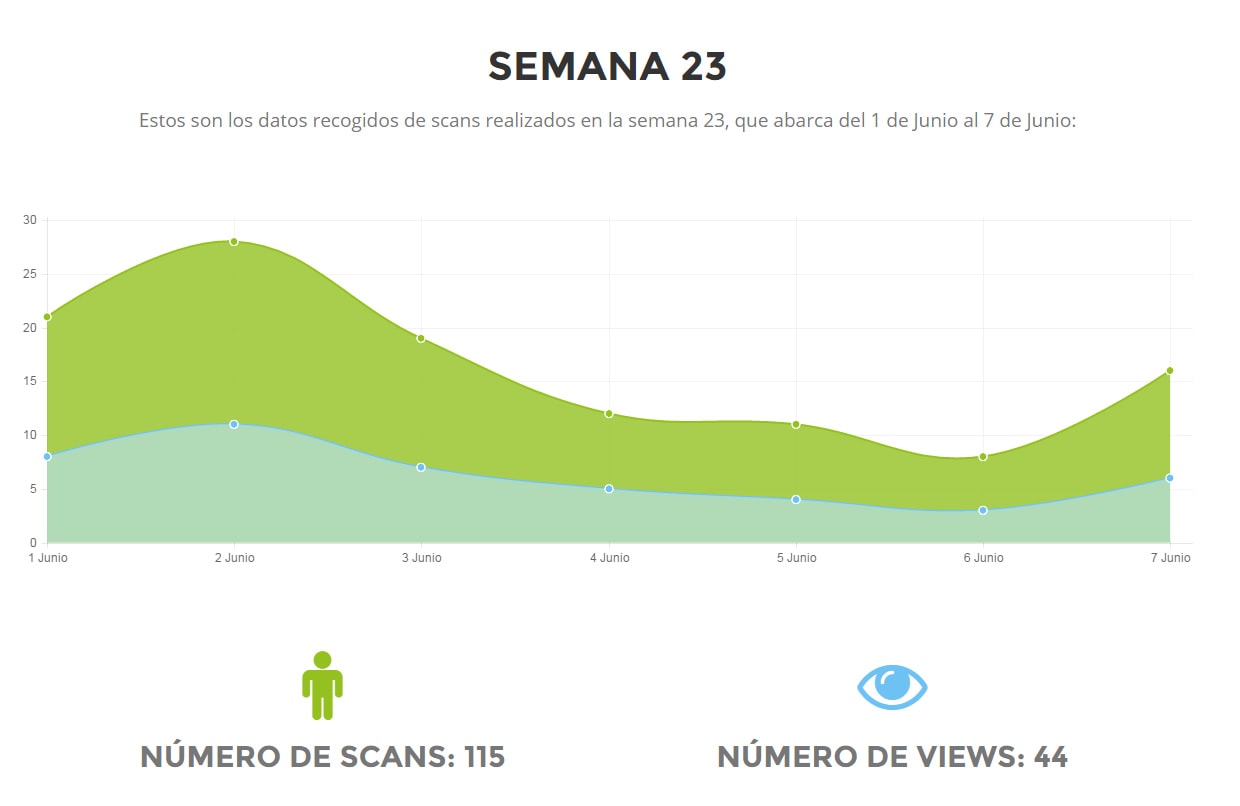 SEMANA 23
Estos son los datos recogidos de scans realizados en la semana 23, que abarca del 1 de Junio al 7 de Junio:
30
25
20
15
10
5
0
1 Junio 2 Junio 3 Junio 4 Junio 5 Junio 6 Junio 7 Junio
NÚMERO DE SCANS: 115 NÚMERO DE VIEWS: 44